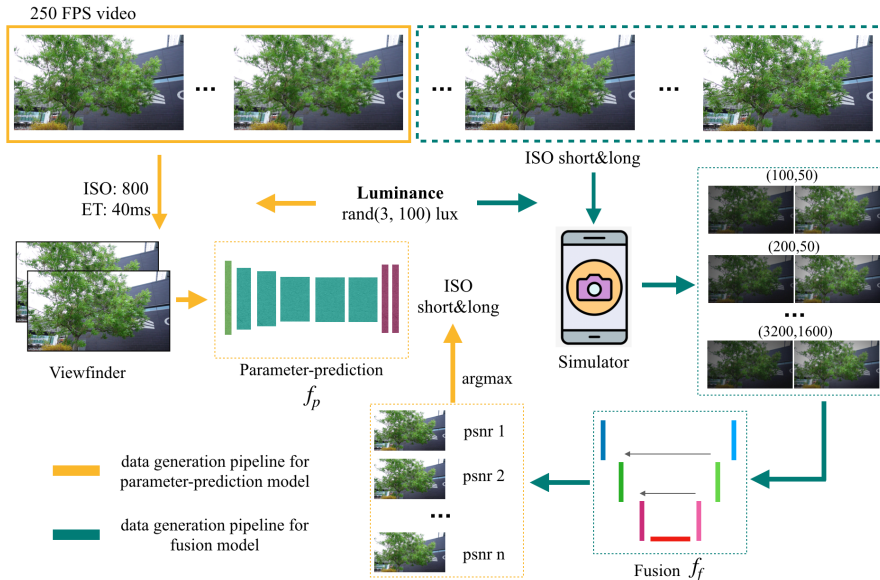 250 FPS video
...
...
...
ISO short&long
ISO: 800
ET: 40ms
Luminance
rand(3, 100) lux
(100,50)
(200,50)
...
(3200,1600)
ISO
short&long
Viewfinder
Parameter-prediction
f_p
Simulator
argmax
psnr 1
psnr 2
...
psnr n
data generation pipeline for
parameter-prediction model
data generation pipeline for
fusion model
Fusion f_f